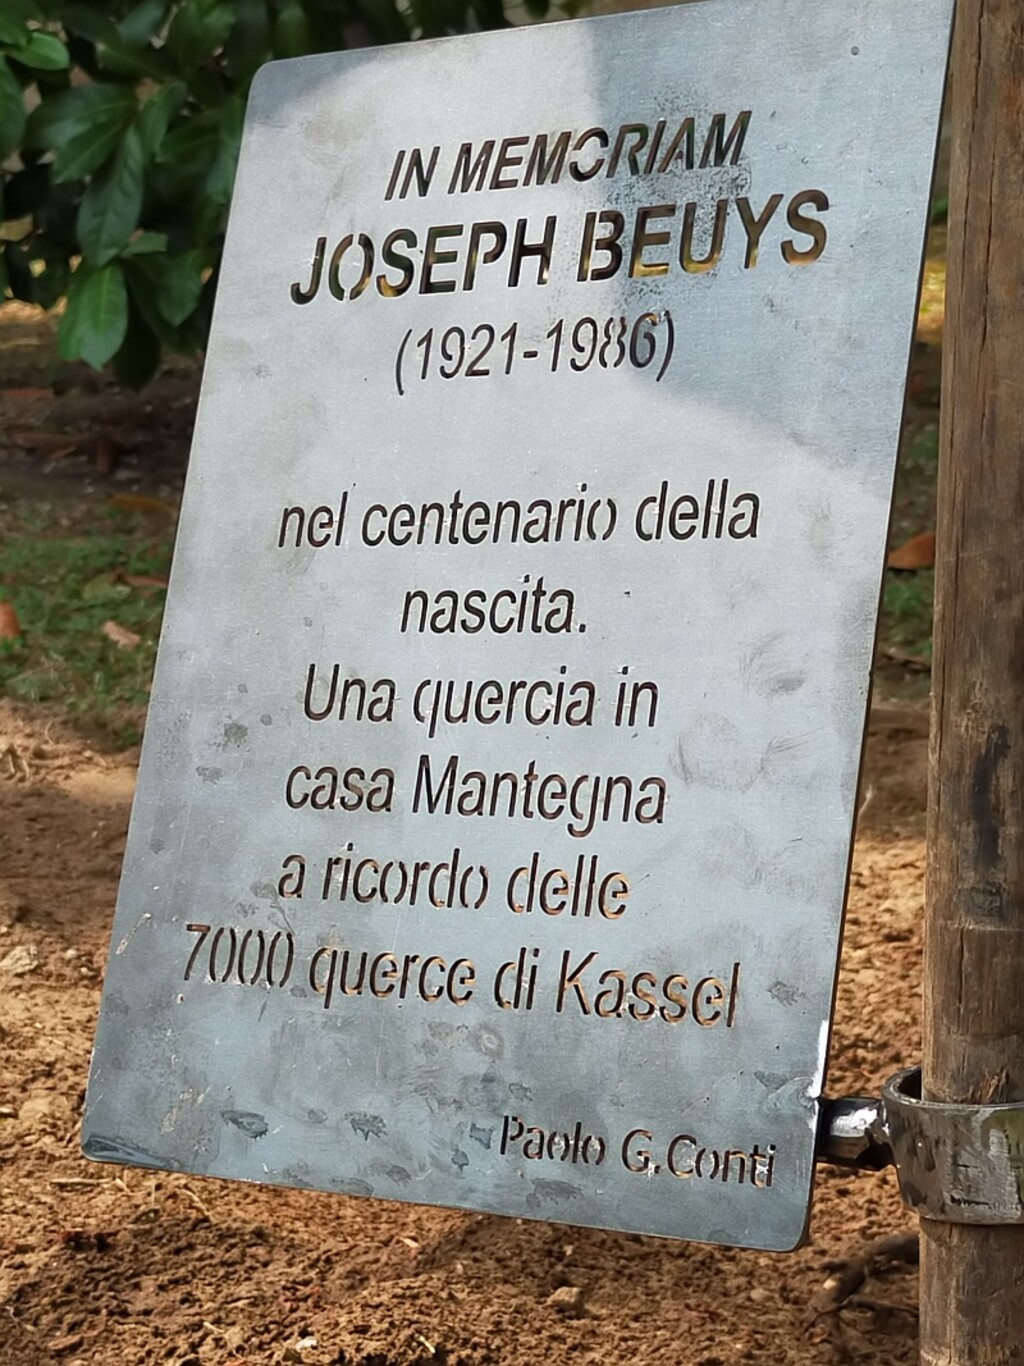 IN MEMORIAM
JOSEPH BEUYS
(1921-1986)
nel centenario della
nascita.
Una quercia in
casa Mantegna
a ricordo delle
7000 querce di Kassel
Paolo G.Conti